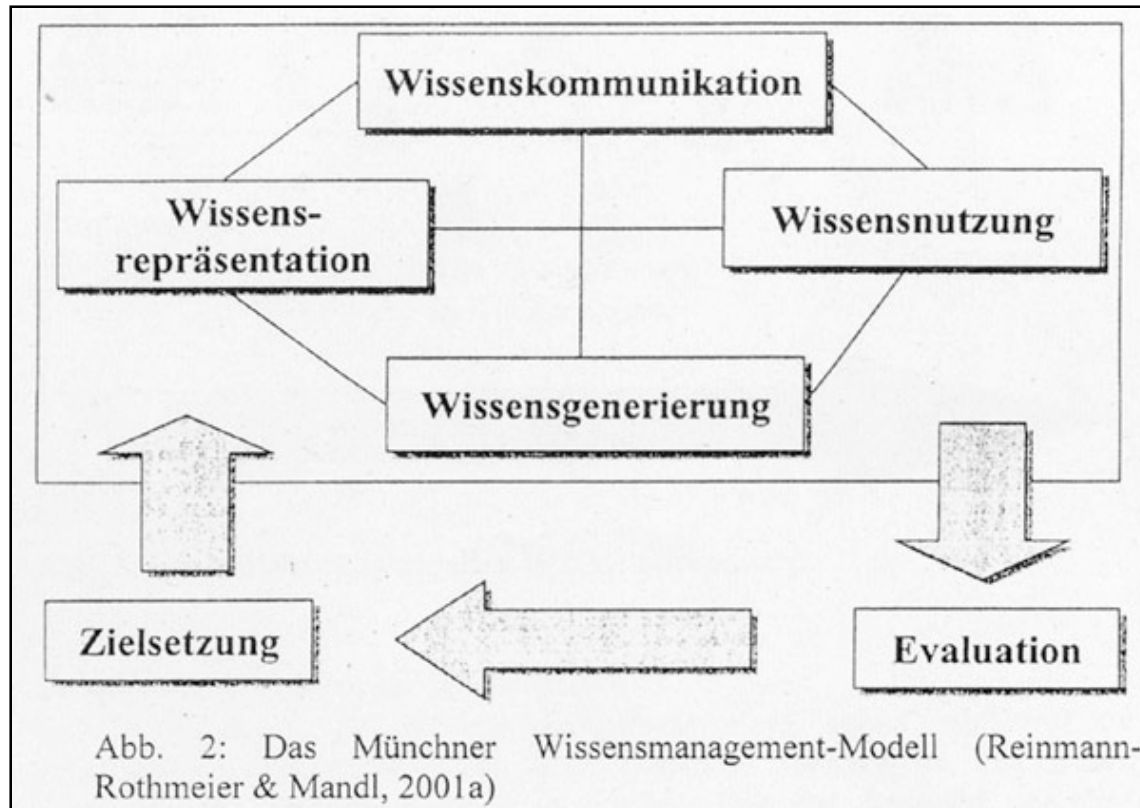 Wissenskommunikation
Wissens-
repräsentation
Wissensnutzung
Wissensgenerierung
Zielsetzung
Evaluation
Abb. 2: Das Münchner Wissensmanagement-Modell (Reinmann-
Rothmeier & Mandl, 2001a)